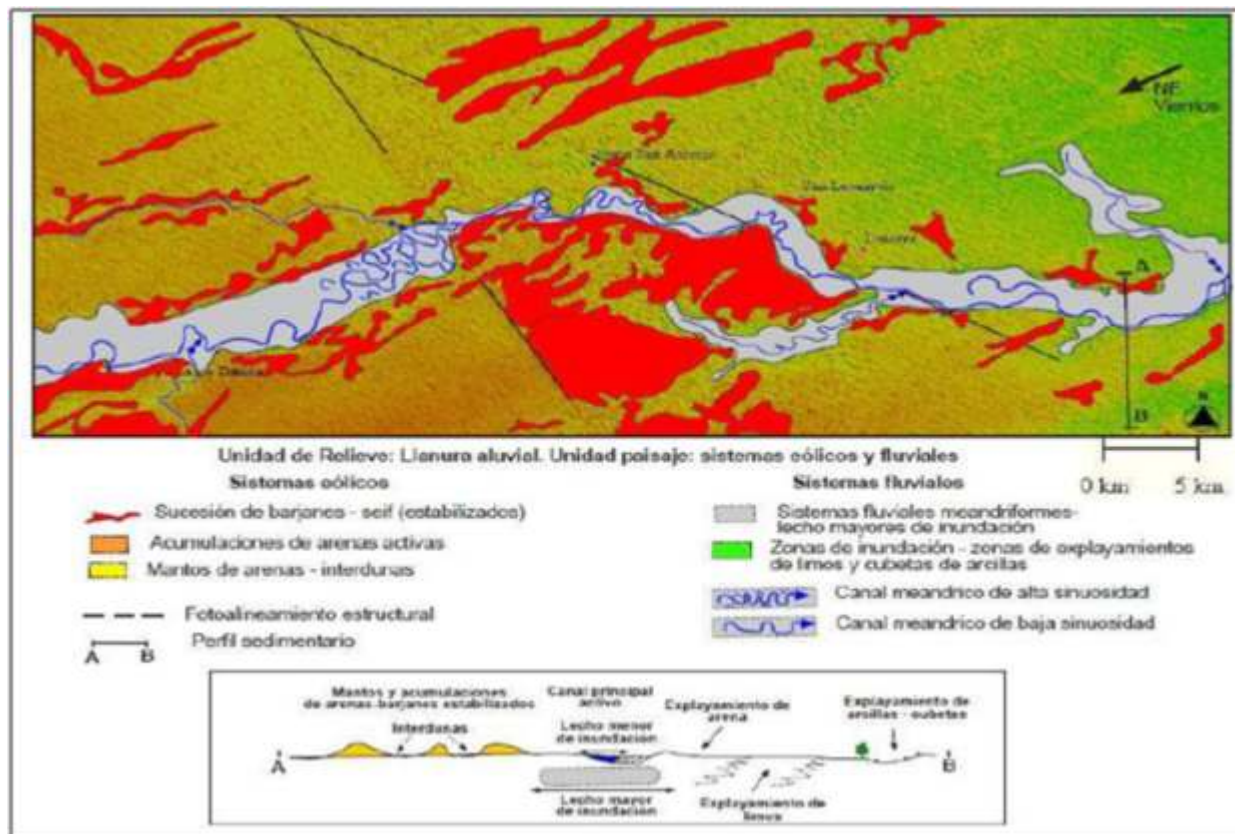 NE
Vientos
San Leonardo
A
B
N
Unidad de Relieve: Llanura aluvial. Unidad paisaje: sistemas eólicos y fluviales
Sistemas eólicos
Sucesión de barjanes - seif (estabilizados)
Acumulaciones de arenas activas
Mantos de arenas - interdunas
Fotoalineamiento estructural
Perfil sedimentario
A B
Sistemas fluviales
0 km 5 km
Sistemas fluviales meandriformes-
lecho mayores de inundación
Zonas de inundación - zonas de explayamientos
de limos y cubetas de arcillas
Canal meandrico de alta sinuosidad
Canal meandrico de baja sinuosidad
Mantos y acumulaciones
de arenas-barjanes estabilizados
Interdunas
Canal principal
activo
Lecho menor
de inundación
Explayamiento de
arena
Explayamiento de
arcillas - cubetas
A
B
Lecho mayor
de inundación
Explayamiento de
limos